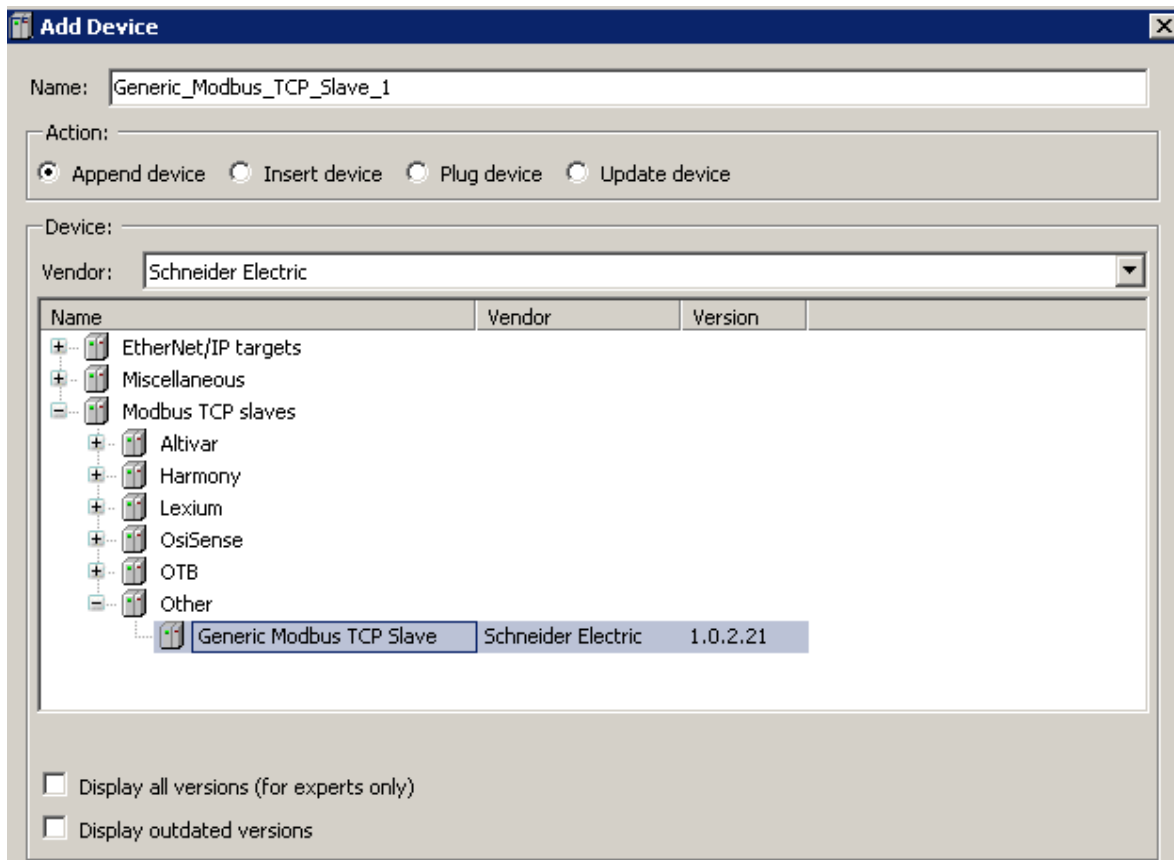 Add Device
Name: Generic_Modbus_TCP_Slave_1
Action:
Append device Insert device Plug device Update device
Device:
Vendor: Schneider Electric
Name Vendor Version
EtherNet/IP targets
Miscellaneous
Modbus TCP slaves
Altivar
Harmony
Lexium
OsiSense
OTB
Other
Generic Modbus TCP Slave Schneider Electric 1.0.2.21
Display all versions (for experts only)
Display outdated versions